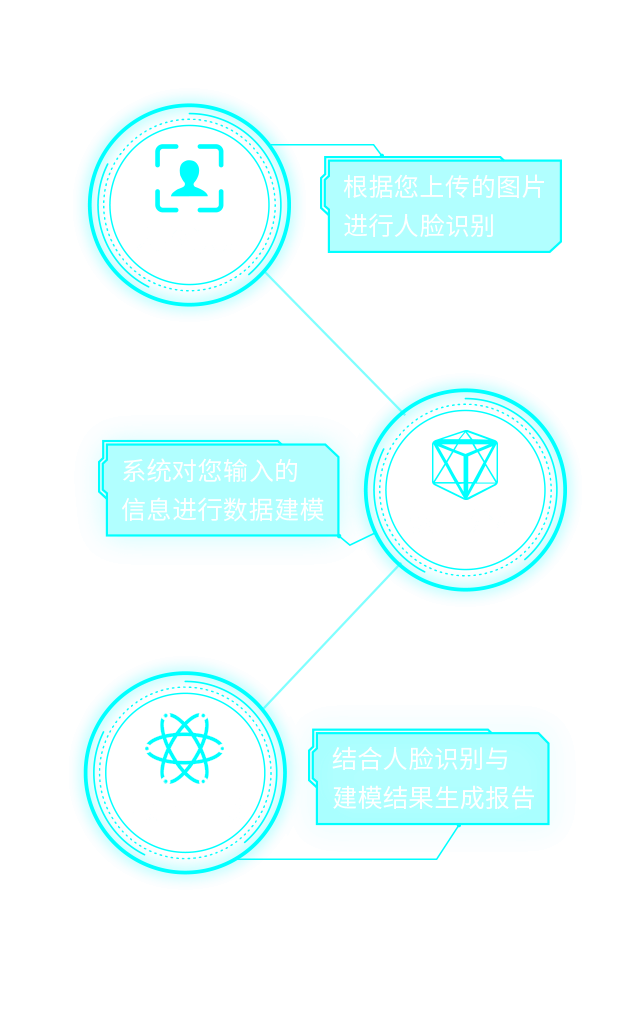 根据您上传的图片
进行人脸识别
系统对您输入的
信息进行数据建模
结合人脸识别与
建模结果生成报告